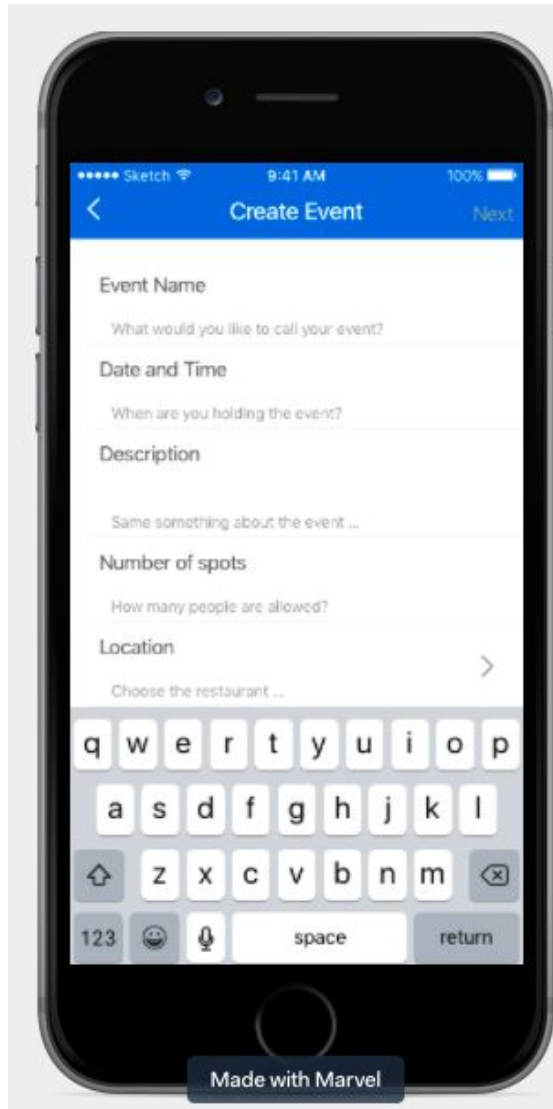 Sketch 9:41 AM 100%
Create Event Next
Event Name
What would you like to call your event?
Date and Time
When are you holding the event?
Description
Same something about the event ...
Number of spots
How many people are allowed?
Location
Choose the restaurant ...
q w e r t y u i o p
a s d f g h j k l
z x c v b n m
123 space return
Made with Marvel